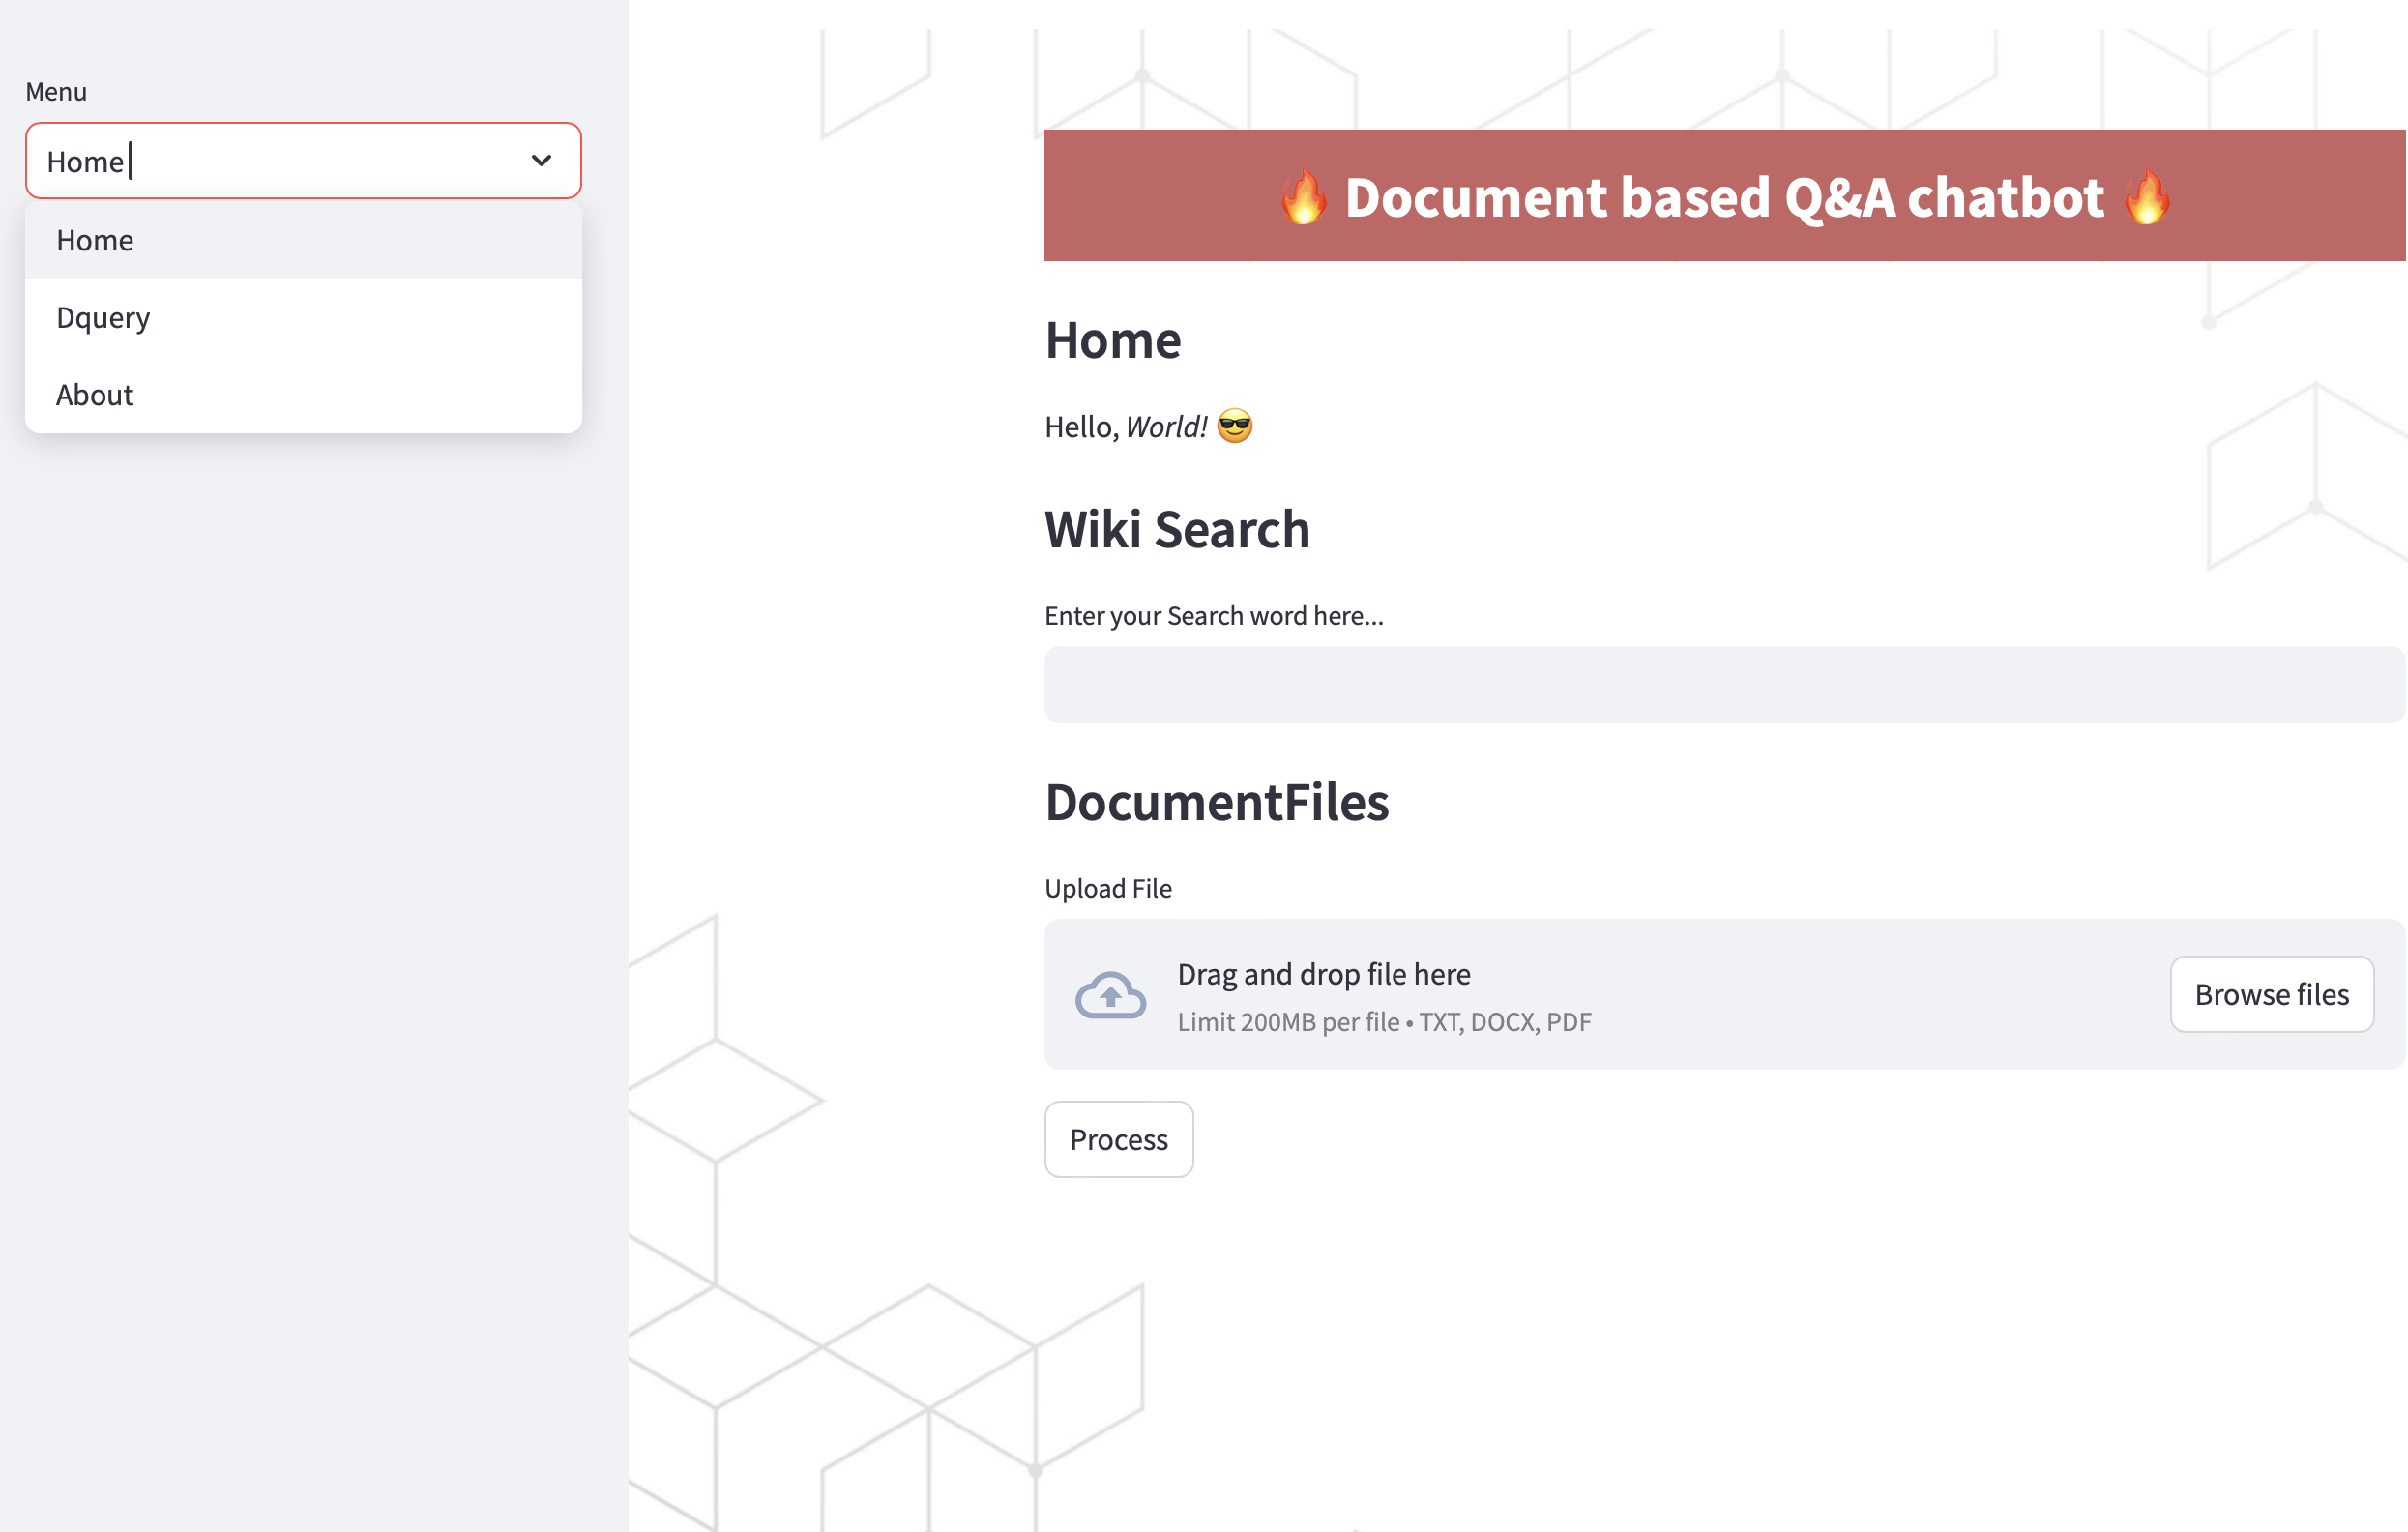 Menu
Home
Home
Dquery
About
🔥 Document based Q&A chatbot 🔥
Home
Hello, World! 😎
Wiki Search
Enter your Search word here...
DocumentFiles
Upload File
Drag and drop file here
Limit 200MB per file • TXT, DOCX, PDF
Browse files
Process